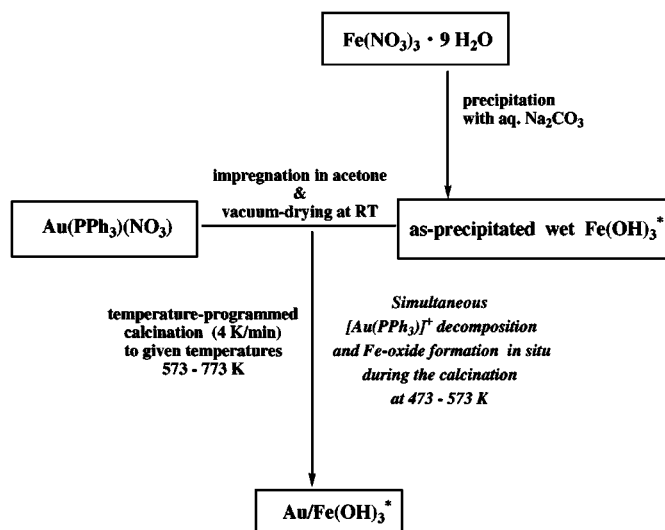 Fe(NO₃)₃ · 9 H₂O
precipitation
with aq. Na₂CO₃
impregnation in acetone
&
vacuum-drying at RT
Au(PPh₃)(NO₃)
as-precipitated wet Fe(OH)₃*
temperature-programmed
calcination (4 K/min)
to given temperatures
573 - 773 K
Simultaneous
[Au(PPh₃)]⁺ decomposition
and Fe-oxide formation in situ
during the calcination
at 473 - 573 K
Au/Fe(OH)₃*